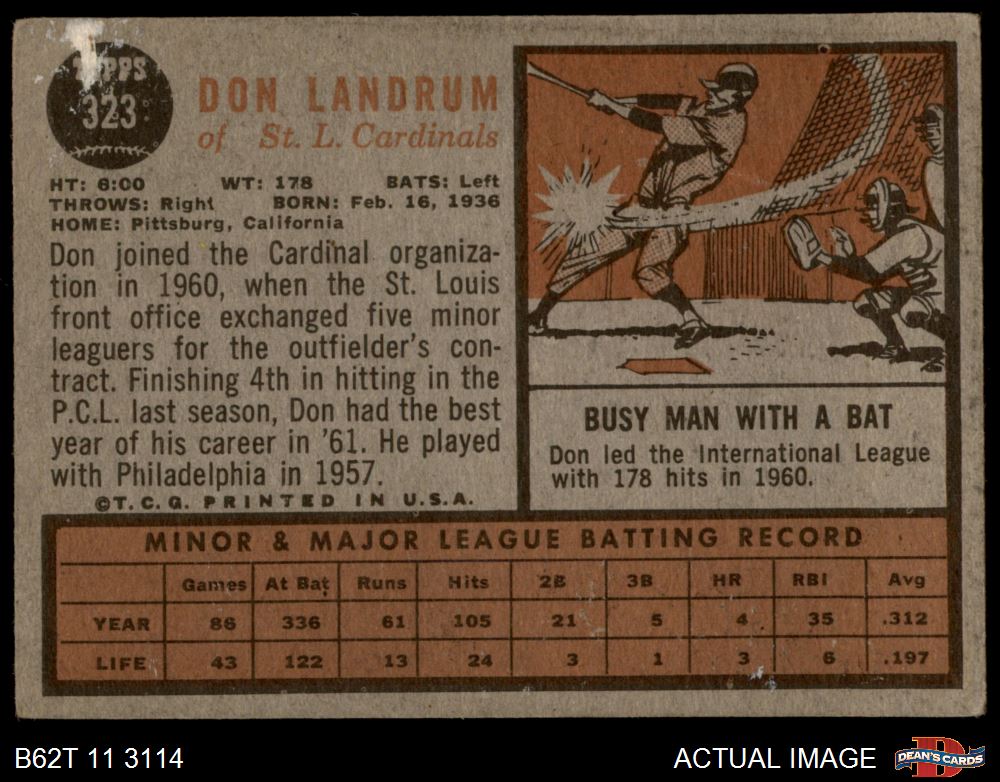 TOPPS
323
DON LANDRUM
of St. L. Cardinals
HT: 6:00 WT: 178 BATS: Left
THROWS: Right BORN: Feb. 16, 1936
HOME: Pittsburg, California
Don joined the Cardinal organiza-
tion in 1960, when the St. Louis
front office exchanged five minor
leaguers for the outfielder's con-
tract. Finishing 4th in hitting in the
P.C.L. last season, Don had the best
year of his career in '61. He played
with Philadelphia in 1957.
©T.C.G. PRINTED IN U.S.A.
BUSY MAN WITH A BAT
Don led the International League
with 178 hits in 1960.
MINOR & MAJOR LEAGUE BATTING RECORD
Games At Bat Runs Hits 2B 3B HR RBI Avg
YEAR 86 336 61 105 21 5 4 35 .312
LIFE 43 122 13 24 3 1 3 6 .197
B62T 11 3114
ACTUAL IMAGE
D
DEAN'S CARDS